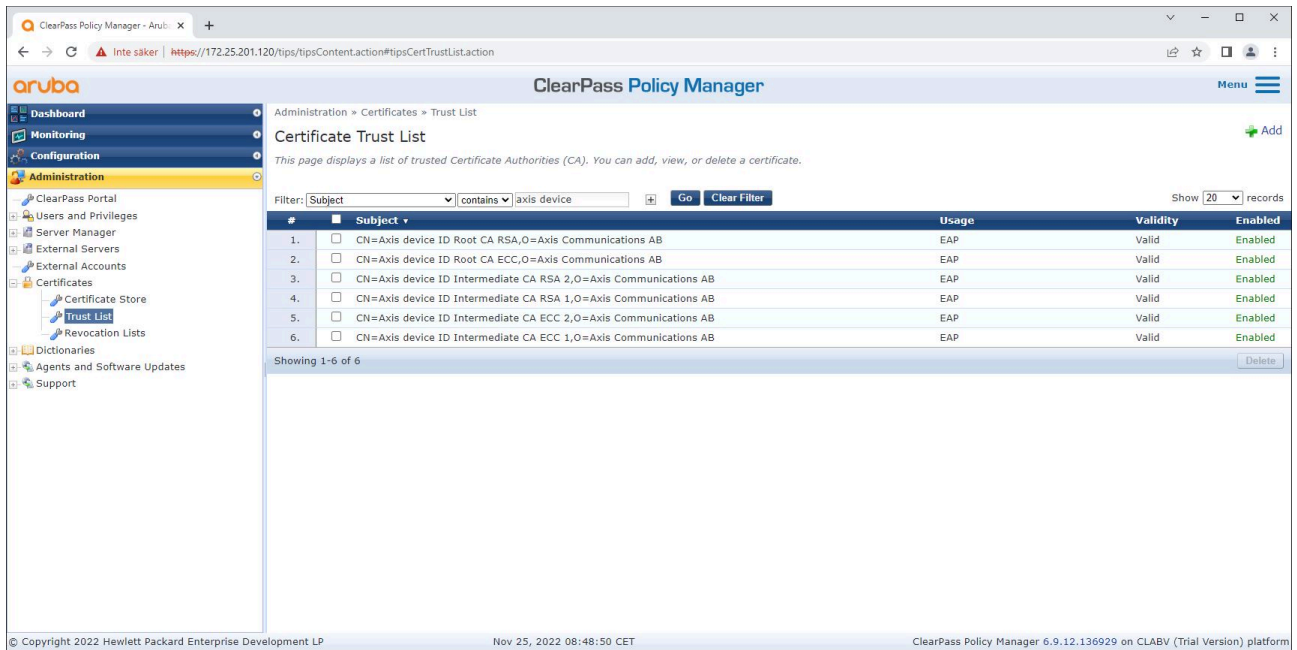 ClearPass Policy Manager - Arub
Inte säker | https://172.25.201.120/tips/tipsContent.action#tipsCertTrustList.action
aruba
ClearPass Policy Manager
Menu
Dashboard
Monitoring
Configuration
Administration
ClearPass Portal
Users and Privileges
Server Manager
External Servers
External Accounts
Certificates
Certificate Store
Trust List
Revocation Lists
Dictionaries
Agents and Software Updates
Support
Administration » Certificates » Trust List
Certificate Trust List
Add
This page displays a list of trusted Certificate Authorities (CA). You can add, view, or delete a certificate.
Filter: Subject contains axis device + Go Clear Filter Show 20 records
# Subject Usage Validity Enabled
1. CN=Axis device ID Root CA RSA,O=Axis Communications AB EAP Valid Enabled
2. CN=Axis device ID Root CA ECC,O=Axis Communications AB EAP Valid Enabled
3. CN=Axis device ID Intermediate CA RSA 2,O=Axis Communications AB EAP Valid Enabled
4. CN=Axis device ID Intermediate CA RSA 1,O=Axis Communications AB EAP Valid Enabled
5. CN=Axis device ID Intermediate CA ECC 2,O=Axis Communications AB EAP Valid Enabled
6. CN=Axis device ID Intermediate CA ECC 1,O=Axis Communications AB EAP Valid Enabled
Showing 1-6 of 6 Delete
© Copyright 2022 Hewlett Packard Enterprise Development LP Nov 25, 2022 08:48:50 CET ClearPass Policy Manager 6.9.12.136929 on CLABV (Trial Version) platform